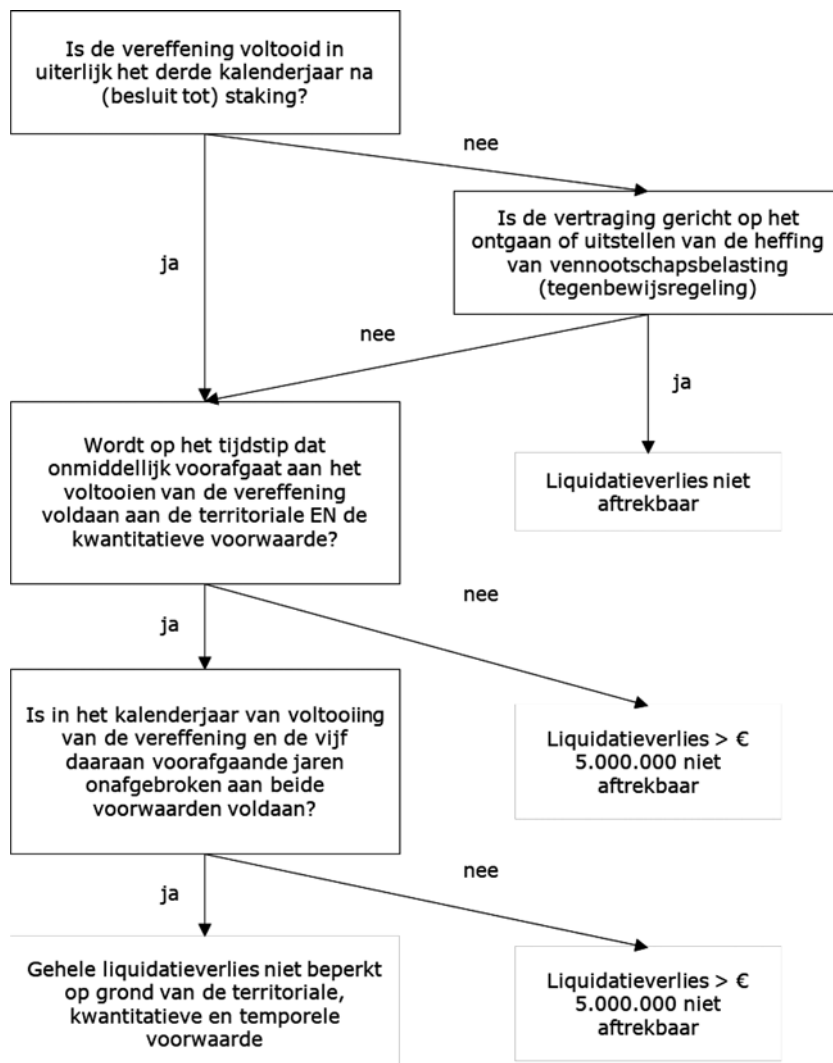 Is de vereffening voltooid in
uiterlijk het derde kalenderjaar na
(besluit tot) staking?
nee
ja
Is de vertraging gericht op het
ontgaan of uitstellen van de heffing
van vennootschapsbelasting
(tegenbewijsregeling)
nee
ja
Wordt op het tijdstip dat
onmiddellijk voorafgaat aan het
voltooien van de vereffening
voldaan aan de territoriale EN de
kwantitatieve voorwaarde?
Liquidatieverlies niet
aftrekbaar
ja
nee
Is in het kalenderjaar van voltooiing
van de vereffening en de vijf
daaraan voorafgaande jaren
onafgebroken aan beide
voorwaarden voldaan?
Liquidatieverlies > €
5.000.000 niet
aftrekbaar
ja
nee
Gehele liquidatieverlies niet beperkt
op grond van de territoriale,
kwantitatieve en temporele
voorwaarde
Liquidatieverlies > €
5.000.000 niet
aftrekbaar